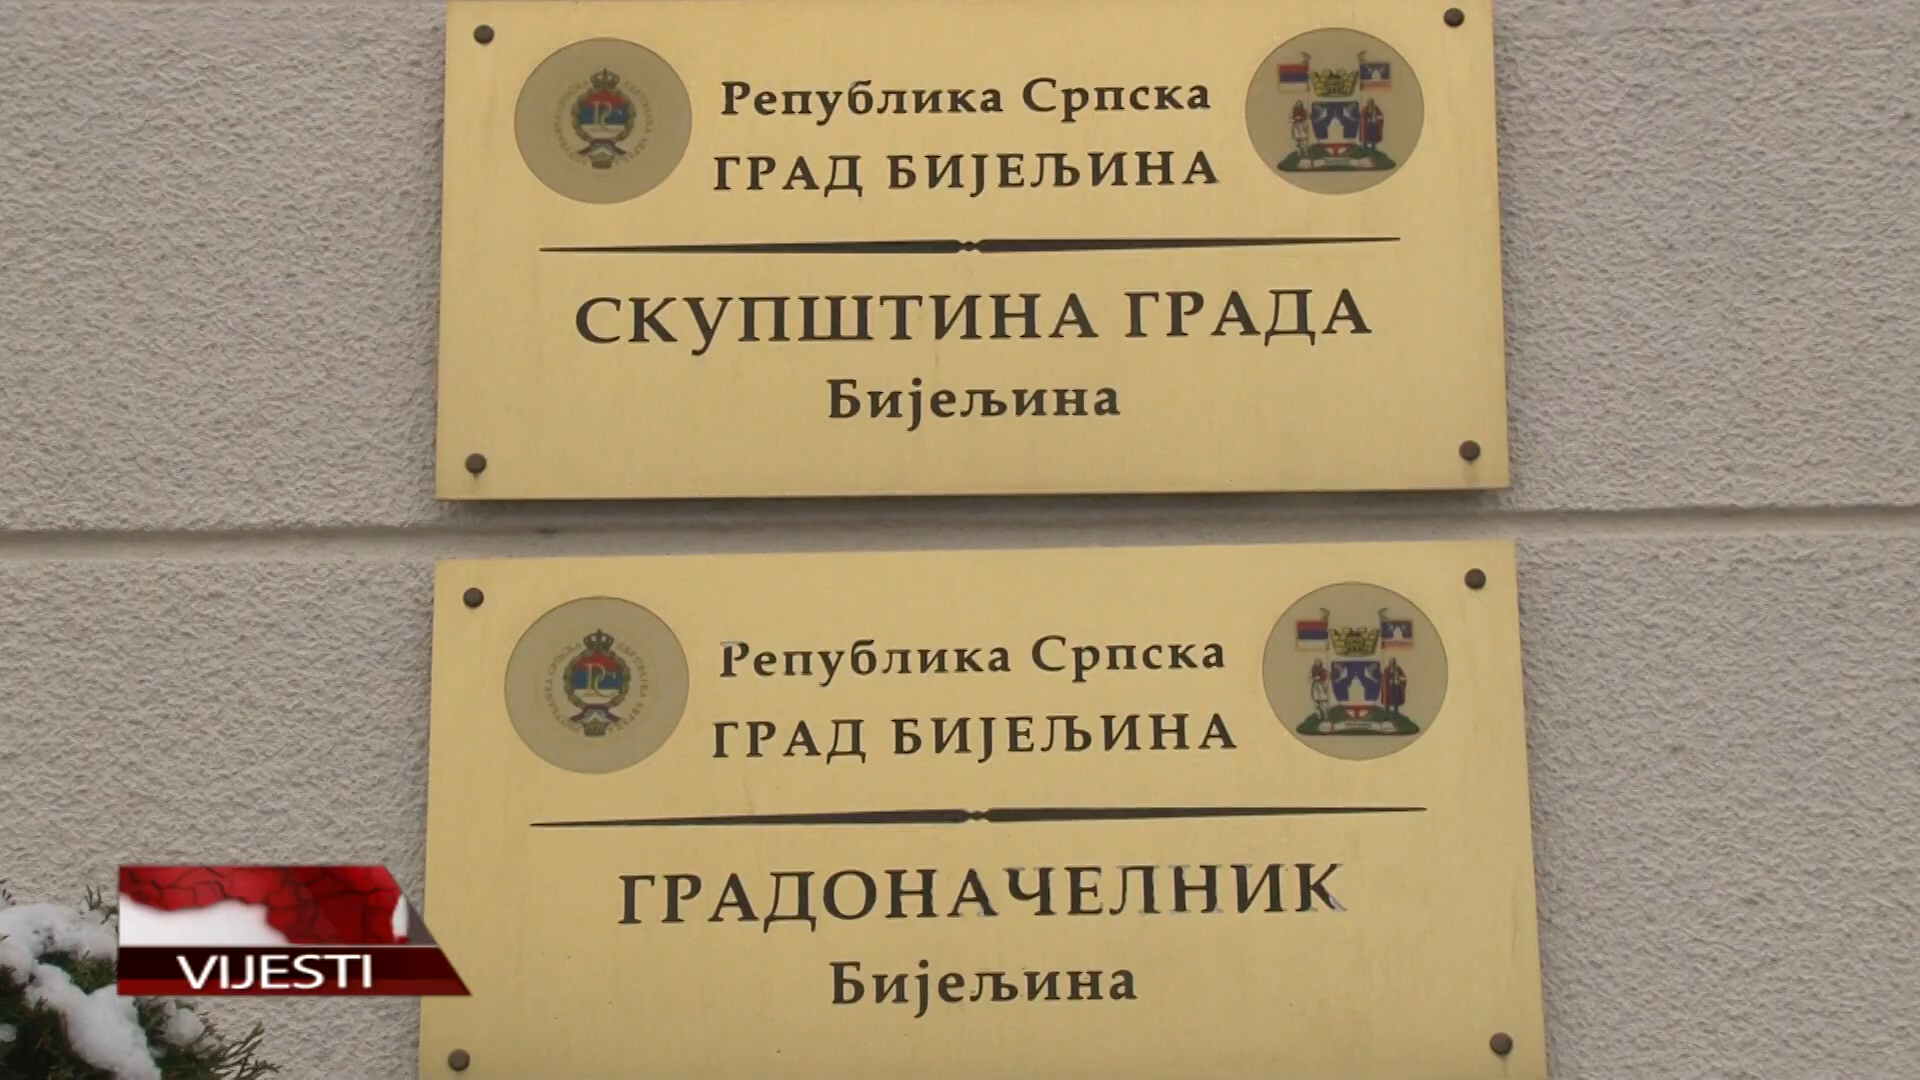 Република Српска
ГРАД БИЈЕЉИНА
СКУПШТИНА ГРАДА
Бијељина
Република Српска
ГРАД БИЈЕЉИНА
ГРАДОНАЧЕЛНИК
Бијељина
VIJESTI